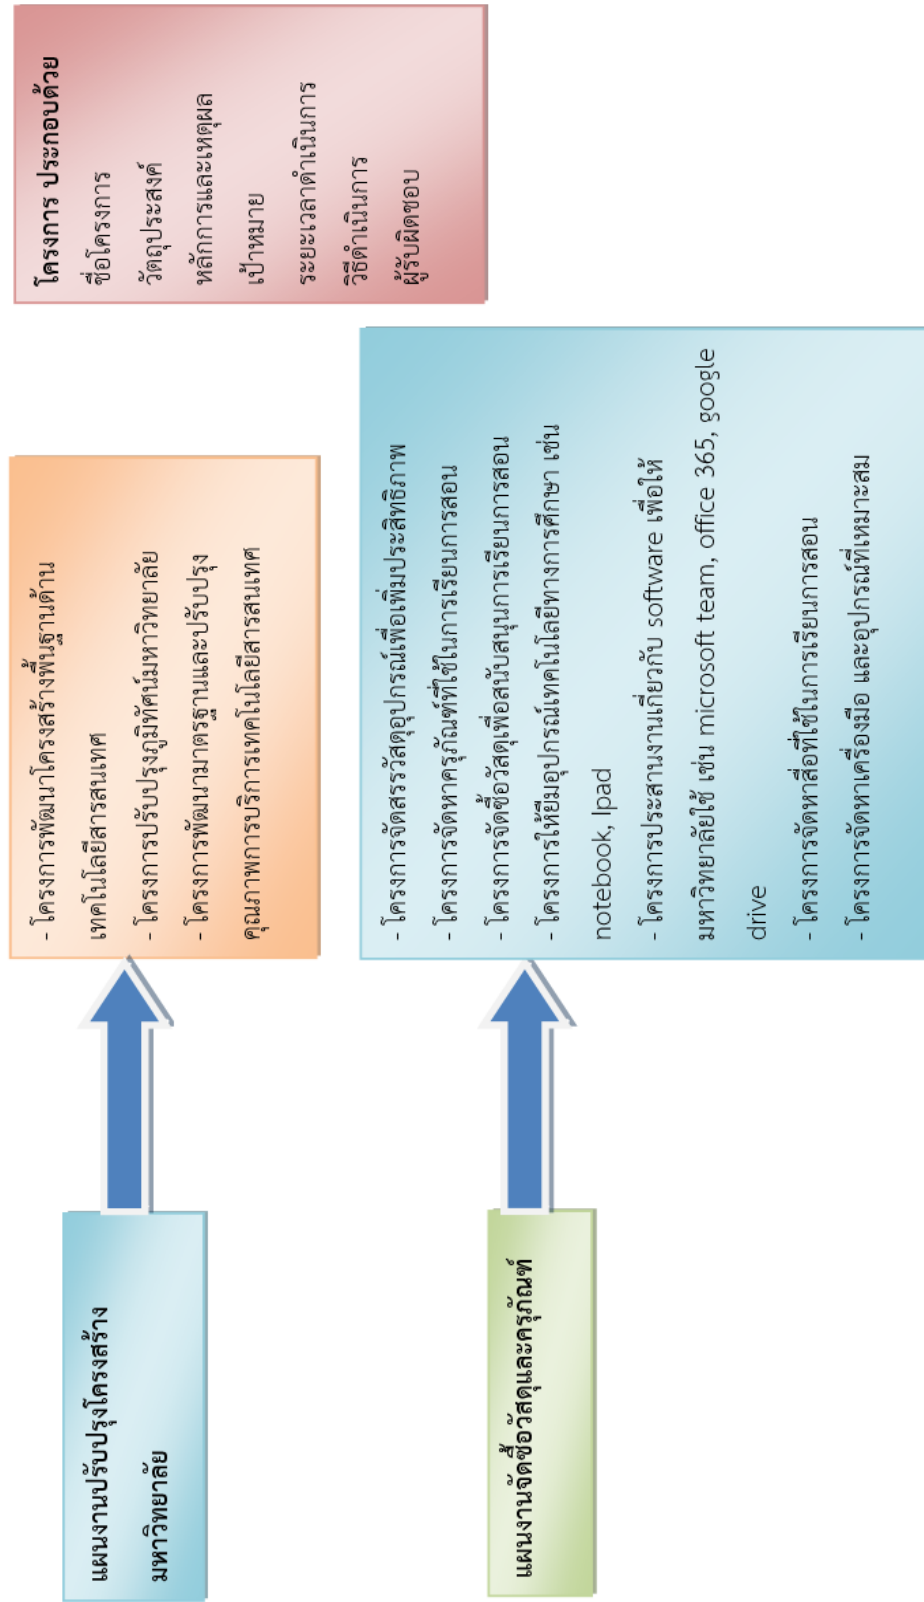 แผนงานปรับปรุงโครงสร้าง
มหาวิทยาลัย
- โครงการพัฒนาโครงสร้างพื้นฐานด้าน
เทคโนโลยีสารสนเทศ
- โครงการปรับปรุงภูมิทัศน์มหาวิทยาลัย
- โครงการพัฒนามาตรฐานและปรับปรุง
คุณภาพการบริการเทคโนโลยีสารสนเทศ
โครงการ ประกอบด้วย
ชื่อโครงการ
วัตถุประสงค์
หลักการและเหตุผล
เป้าหมาย
ระยะเวลาดำเนินการ
วิธีดำเนินการ
ผู้รับผิดชอบ
แผนงานจัดซื้อวัสดุและครุภัณฑ์
- โครงการจัดสรรวัสดุอุปกรณ์เพื่อเพิ่มประสิทธิภาพ
- โครงการจัดหาครุภัณฑ์ที่ใช้ในการเรียนการสอน
- โครงการจัดซื้อวัสดุเพื่อสนับสนุนการเรียนการสอน
- โครงการให้ยืมอุปกรณ์เทคโนโลยีทางการศึกษา เช่น
notebook, Ipad
- โครงการประสานงานเกี่ยวกับ software เพื่อให้
มหาวิทยาลัยใช้ เช่น microsoft team, office 365, google
drive
- โครงการจัดหาสื่อที่ใช้ในการเรียนการสอน
- โครงการจัดหาเครื่องมือ และอุปกรณ์ที่เหมาะสม